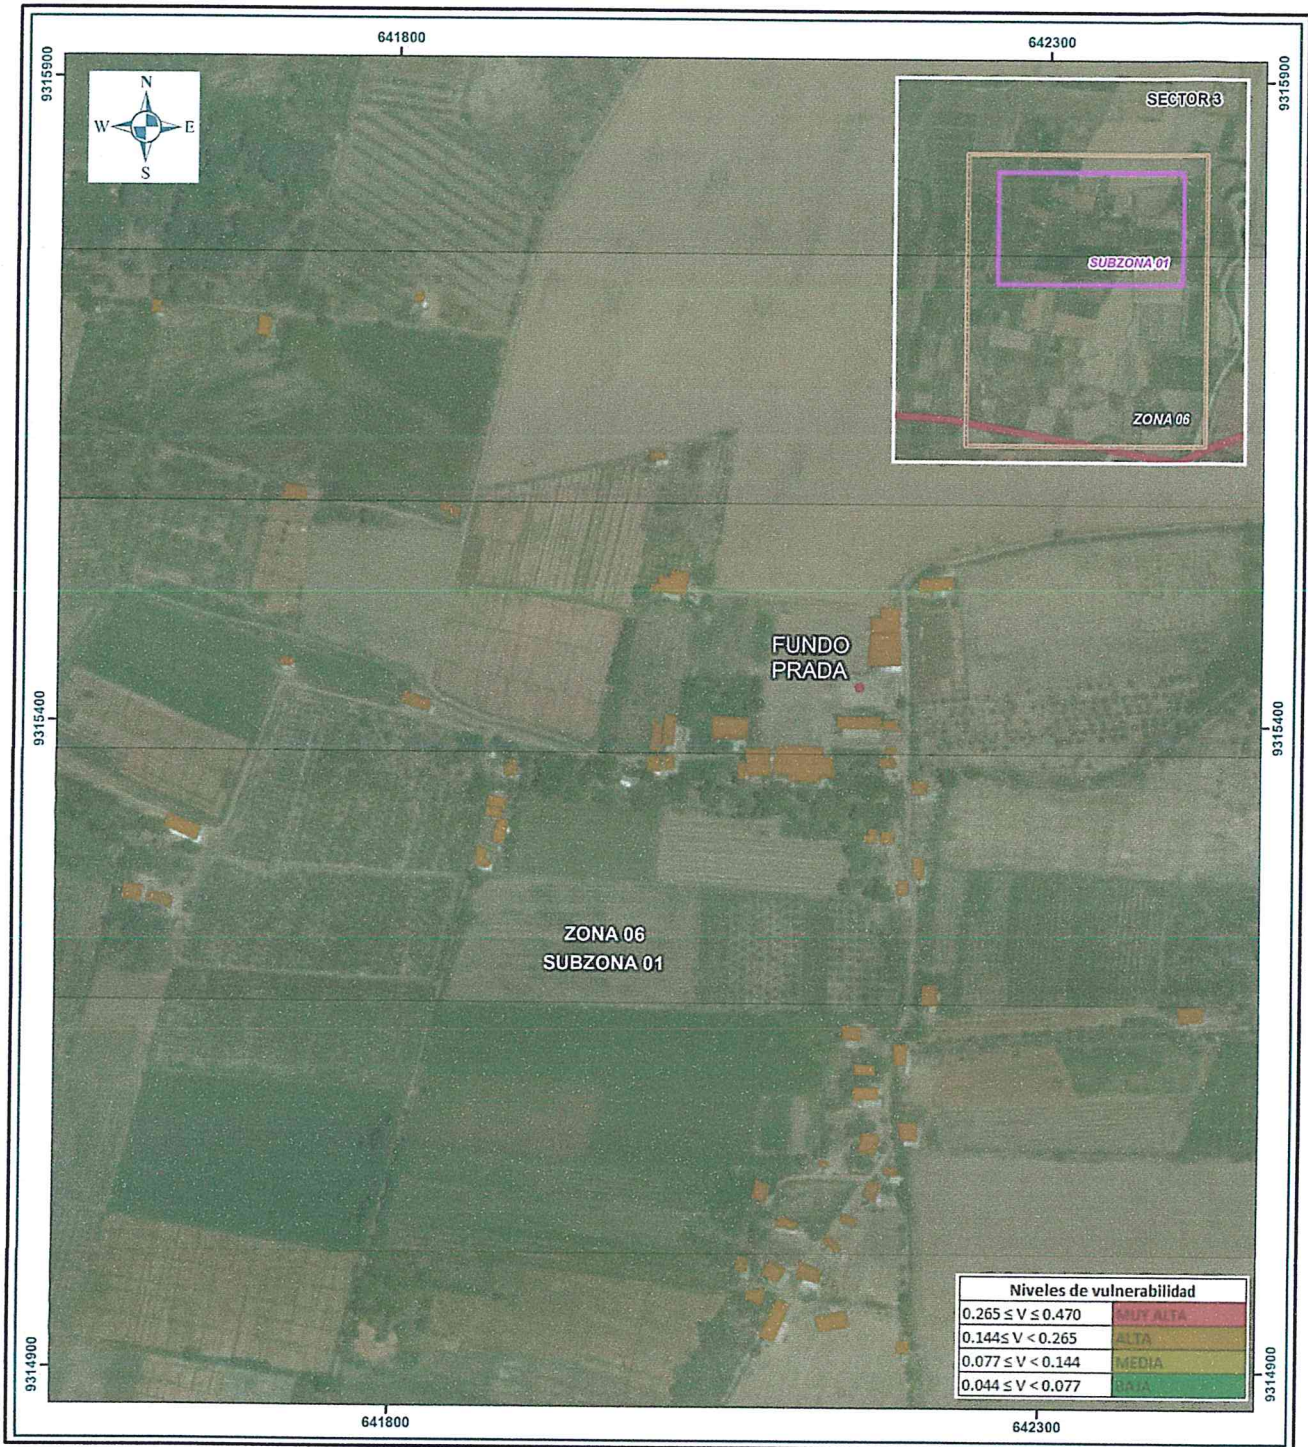 641800
642300
9315900
9315900
N
W E
S
SECTOR 3
SUBZONA 01
ZONA 06
FUNDO
PRADA
9315400
9315400
ZONA 06
SUBZONA 01
Niveles de vulnerabilidad
0.265 ≤ V ≤ 0.470 MUY ALTA
0.144≤ V < 0.265 ALTA
0.077 ≤ V < 0.144 MEDIA
0.044 ≤ V < 0.077 BAJA
9314900
9314900
641800
642300